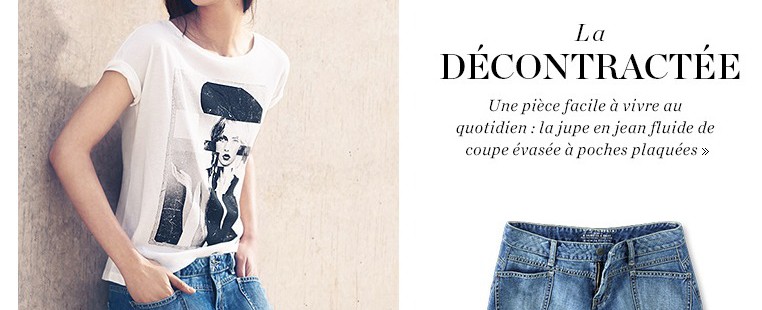 La
DÉCONTRACTÉE
Une pièce facile à vivre au
quotidien : la jupe en jean fluide de
coupe évasée à poches plaquées »